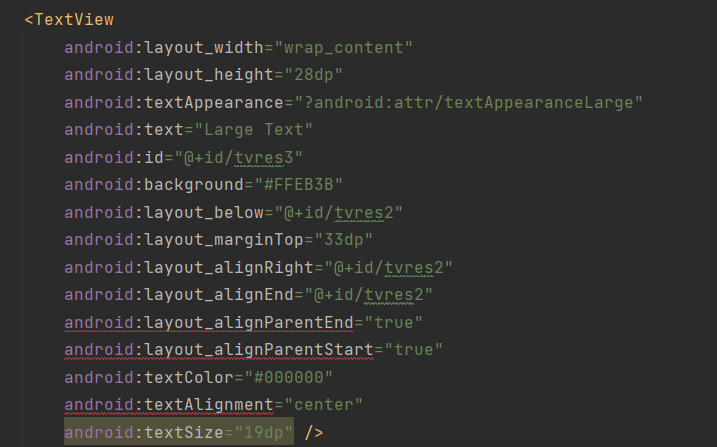 <TextView
android:layout_width="wrap_content"
android:layout_height="28dp"
android:textAppearance="?android:attr/textAppearanceLarge"
android:text="Large Text"
android:id="@+id/tvres3"
android:background="#FFEB3B"
android:layout_below="@+id/tvres2"
android:layout_marginTop="33dp"
android:layout_alignRight="@+id/tvres2"
android:layout_alignEnd="@+id/tvres2"
android:layout_alignParentEnd="true"
android:layout_alignParentStart="true"
android:textColor="#000000"
android:textAlignment="center"
android:textSize="19dp" />